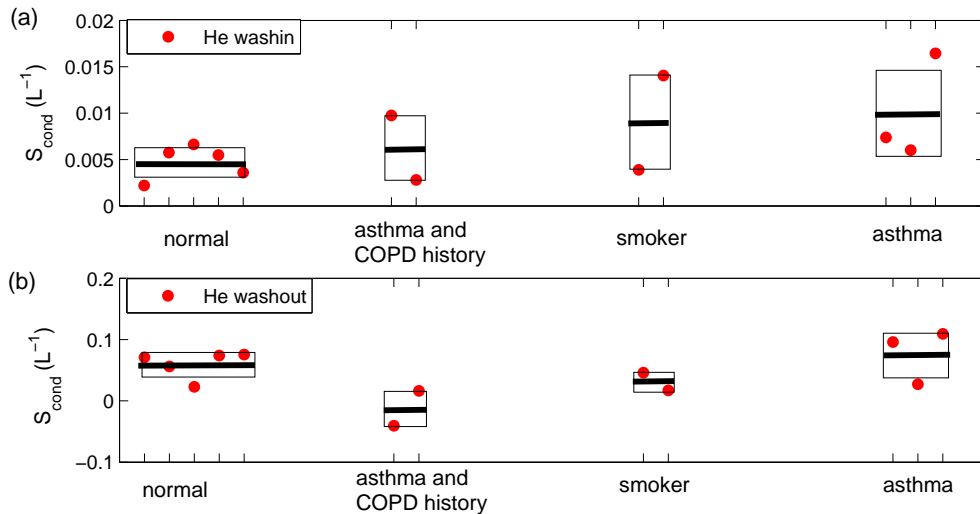 (a)
He washin
S_cond (L⁻¹)
0.02
0.015
0.01
0.005
0
normal
asthma and
COPD history
smoker
asthma
(b)
He washout
S_cond (L⁻¹)
0.2
0.1
0
−0.1
normal
asthma and
COPD history
smoker
asthma